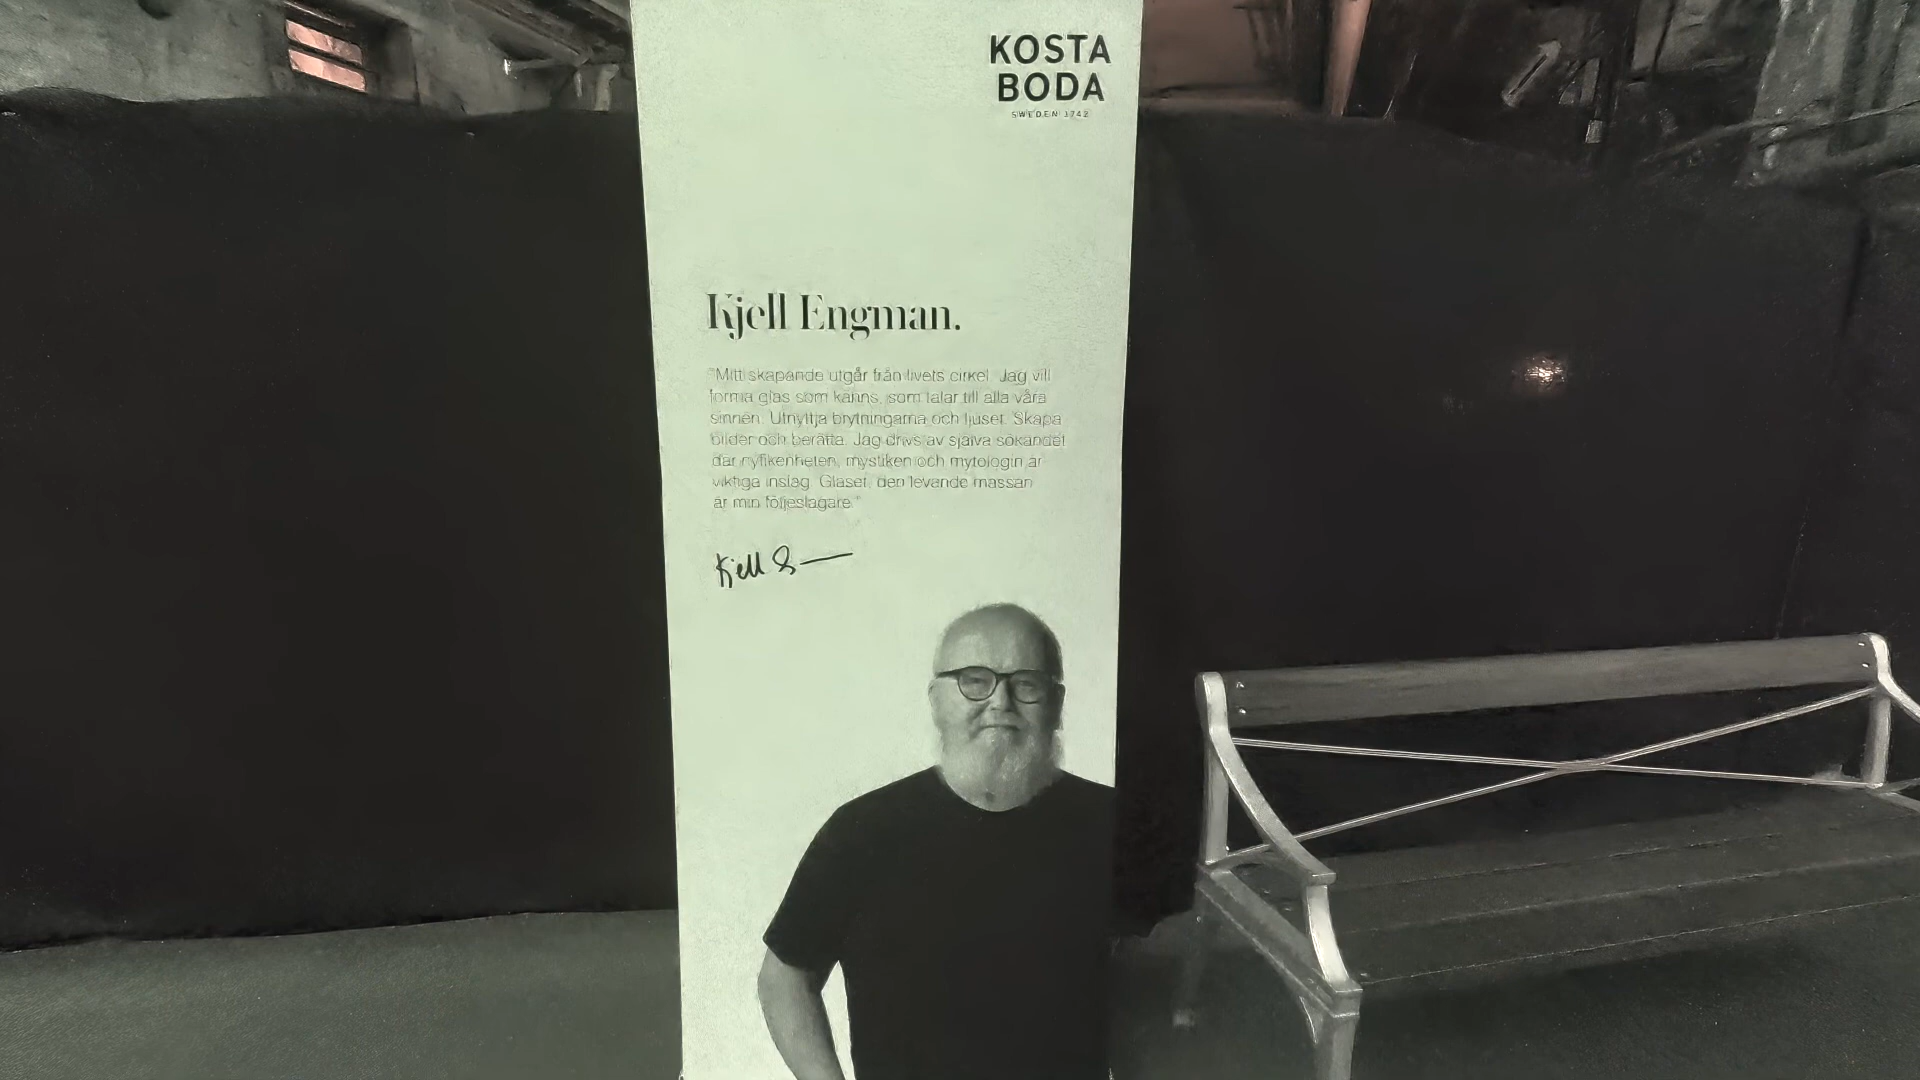 KOSTA
BODA
SWEDEN 1742
Kjell Engman.
"Mitt skapande utgår från livets cirkel. Jag vill
forma glas som känns, som talar till alla våra
sinnen. Utnyttja brytningarna och ljuset. Skapa
bilder och berätta. Jag drivs av själva sökandet
där nyfikenheten, mystiken och mytologin är
viktiga inslag. Glaset, den levande massan
är min följeslagare."
Kjell